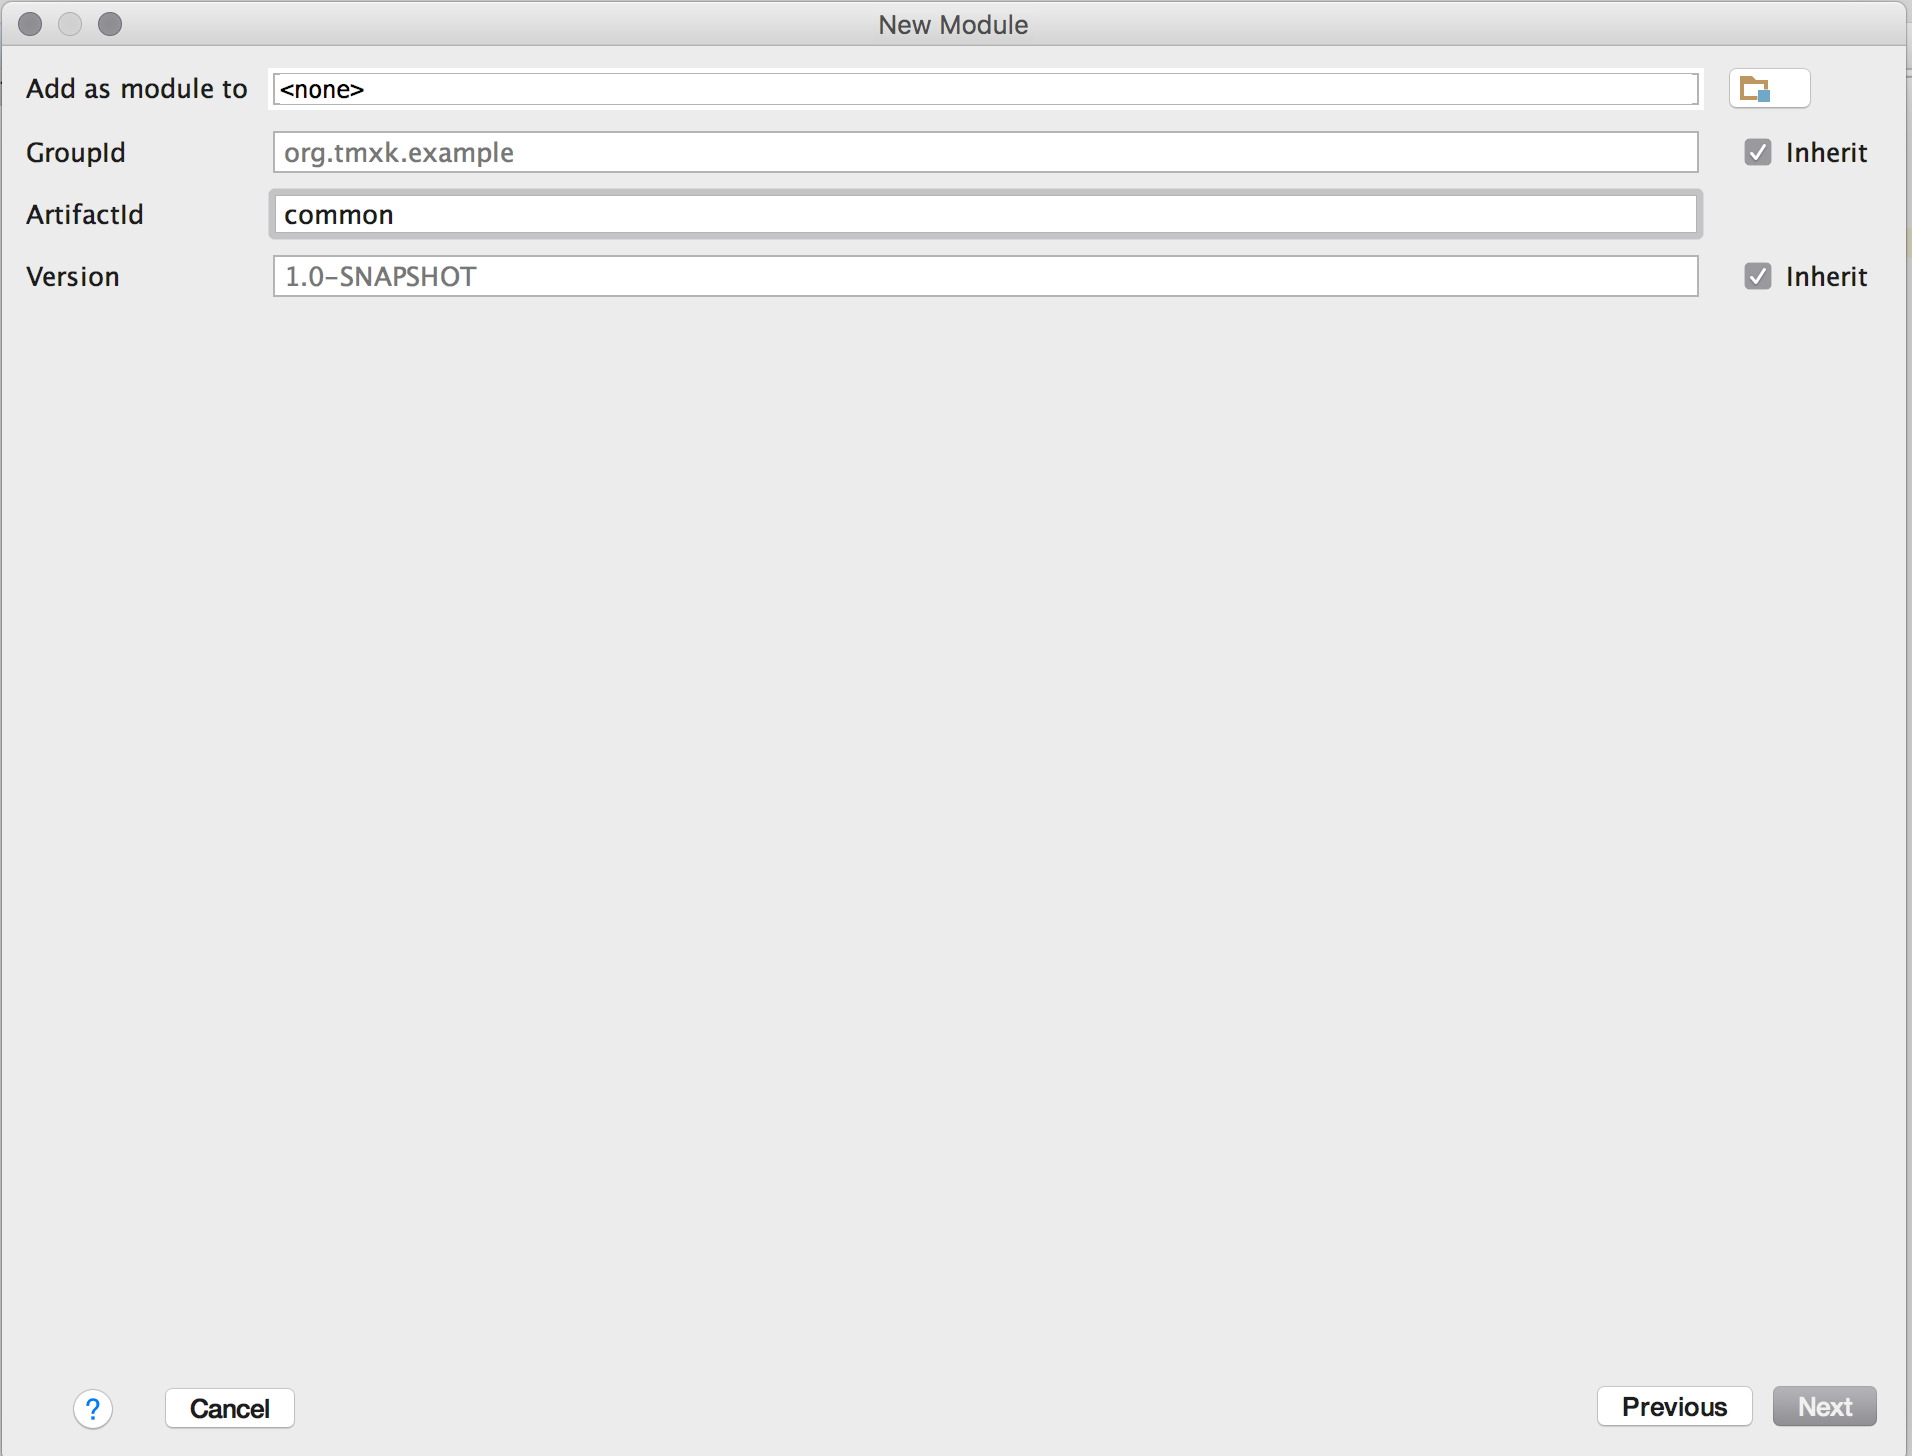 New Module
Add as module to <none>
GroupId org.tmxk.example Inherit
ArtifactId common
Version 1.0-SNAPSHOT Inherit
? Cancel Previous Next